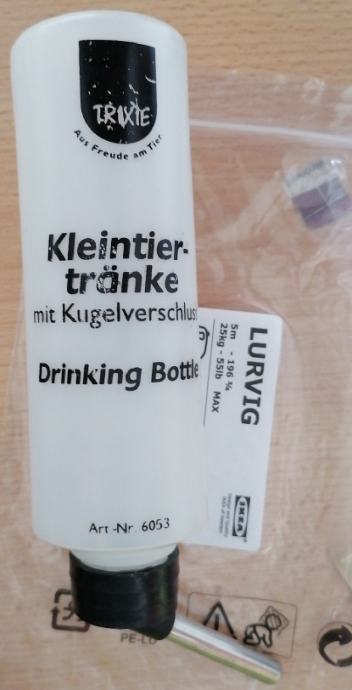 TRIXIE
Aus Freude am Tier
Kleintier-
tränke
mit Kugelverschluss
Drinking Bottle
Art-Nr. 6053
LURVIG
5m - 196 ¾
25kg - 55lb MAX
IKEA
PE-LD